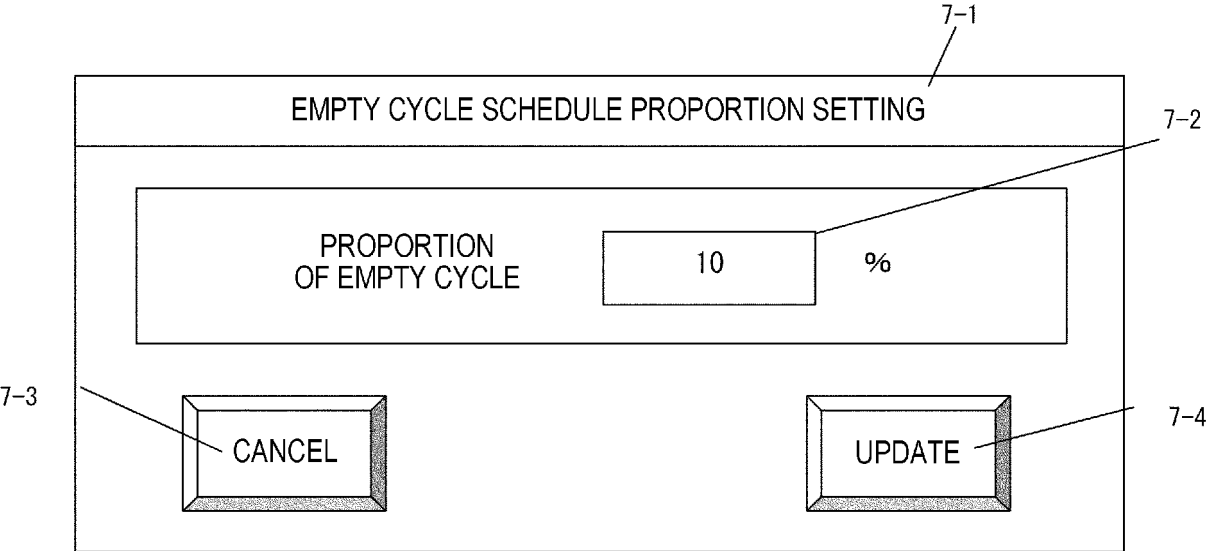 7-1
EMPTY CYCLE SCHEDULE PROPORTION SETTING
7-2
PROPORTION
OF EMPTY CYCLE
10
%
7-3
CANCEL
UPDATE
7-4